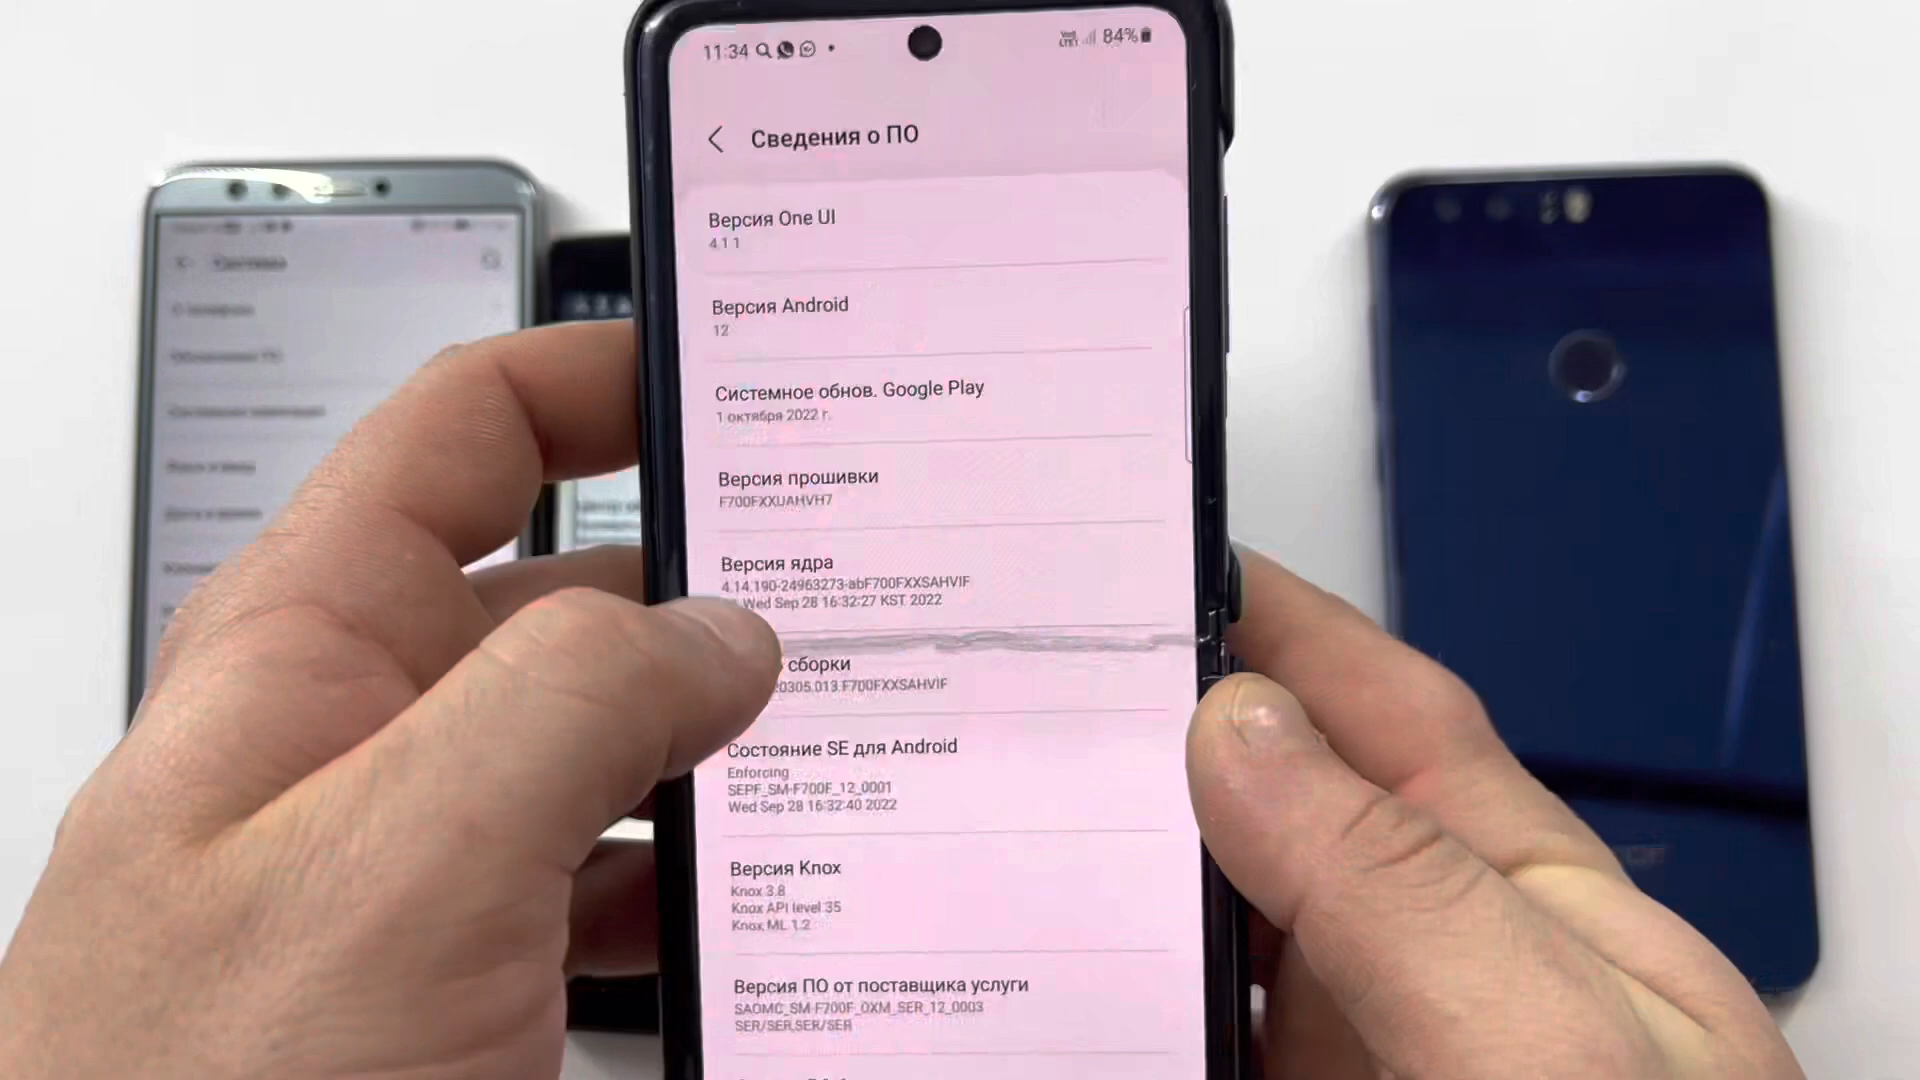 11:34
84%
Сведения о ПО
Версия One UI
4.1.1
Версия Android
12
Системное обнов. Google Play
1 октября 2022 г.
Версия прошивки
F700FXXUAHVH7
Версия ядра
4.14.190-24963273-abF700FXXSAHVIF
Wed Sep 28 16:32:27 KST 2022
сборки
0305.013.F700FXXSAHVIF
Состояние SE для Android
Enforcing
SEPF_SM-F700F_12_0001
Wed Sep 28 16:32:40 2022
Версия Knox
Knox 3.8
Knox API level 35
Knox ML 1.2
Версия ПО от поставщика услуги
SAOMC_SM-F700F_OXM_SER_12_0003
SER/SER,SER/SER
Система